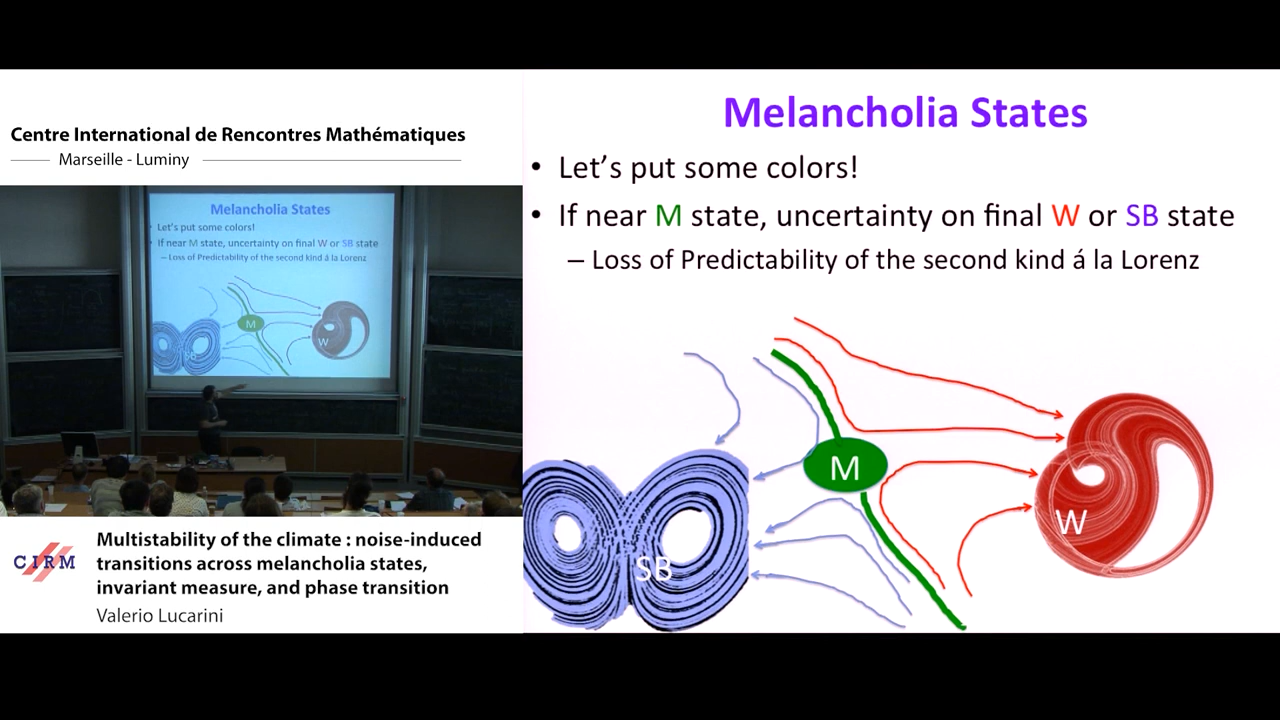 Centre International de Rencontres Mathématiques
Marseille - Luminy
Melancholia States
Let's put some colors!
If near M state, uncertainty on final W or SB state
– Loss of Predictability of the second kind á la Lorenz
M
W
SB
CIRM
Multistability of the climate : noise-induced
transitions across melancholia states,
invariant measure, and phase transition
Valerio Lucarini
Melancholia States
• Let’s put some colors!
• If near M state, uncertainty on final W or SB state
– Loss of Predictability of the second kind á la Lorenz
M
W
SB